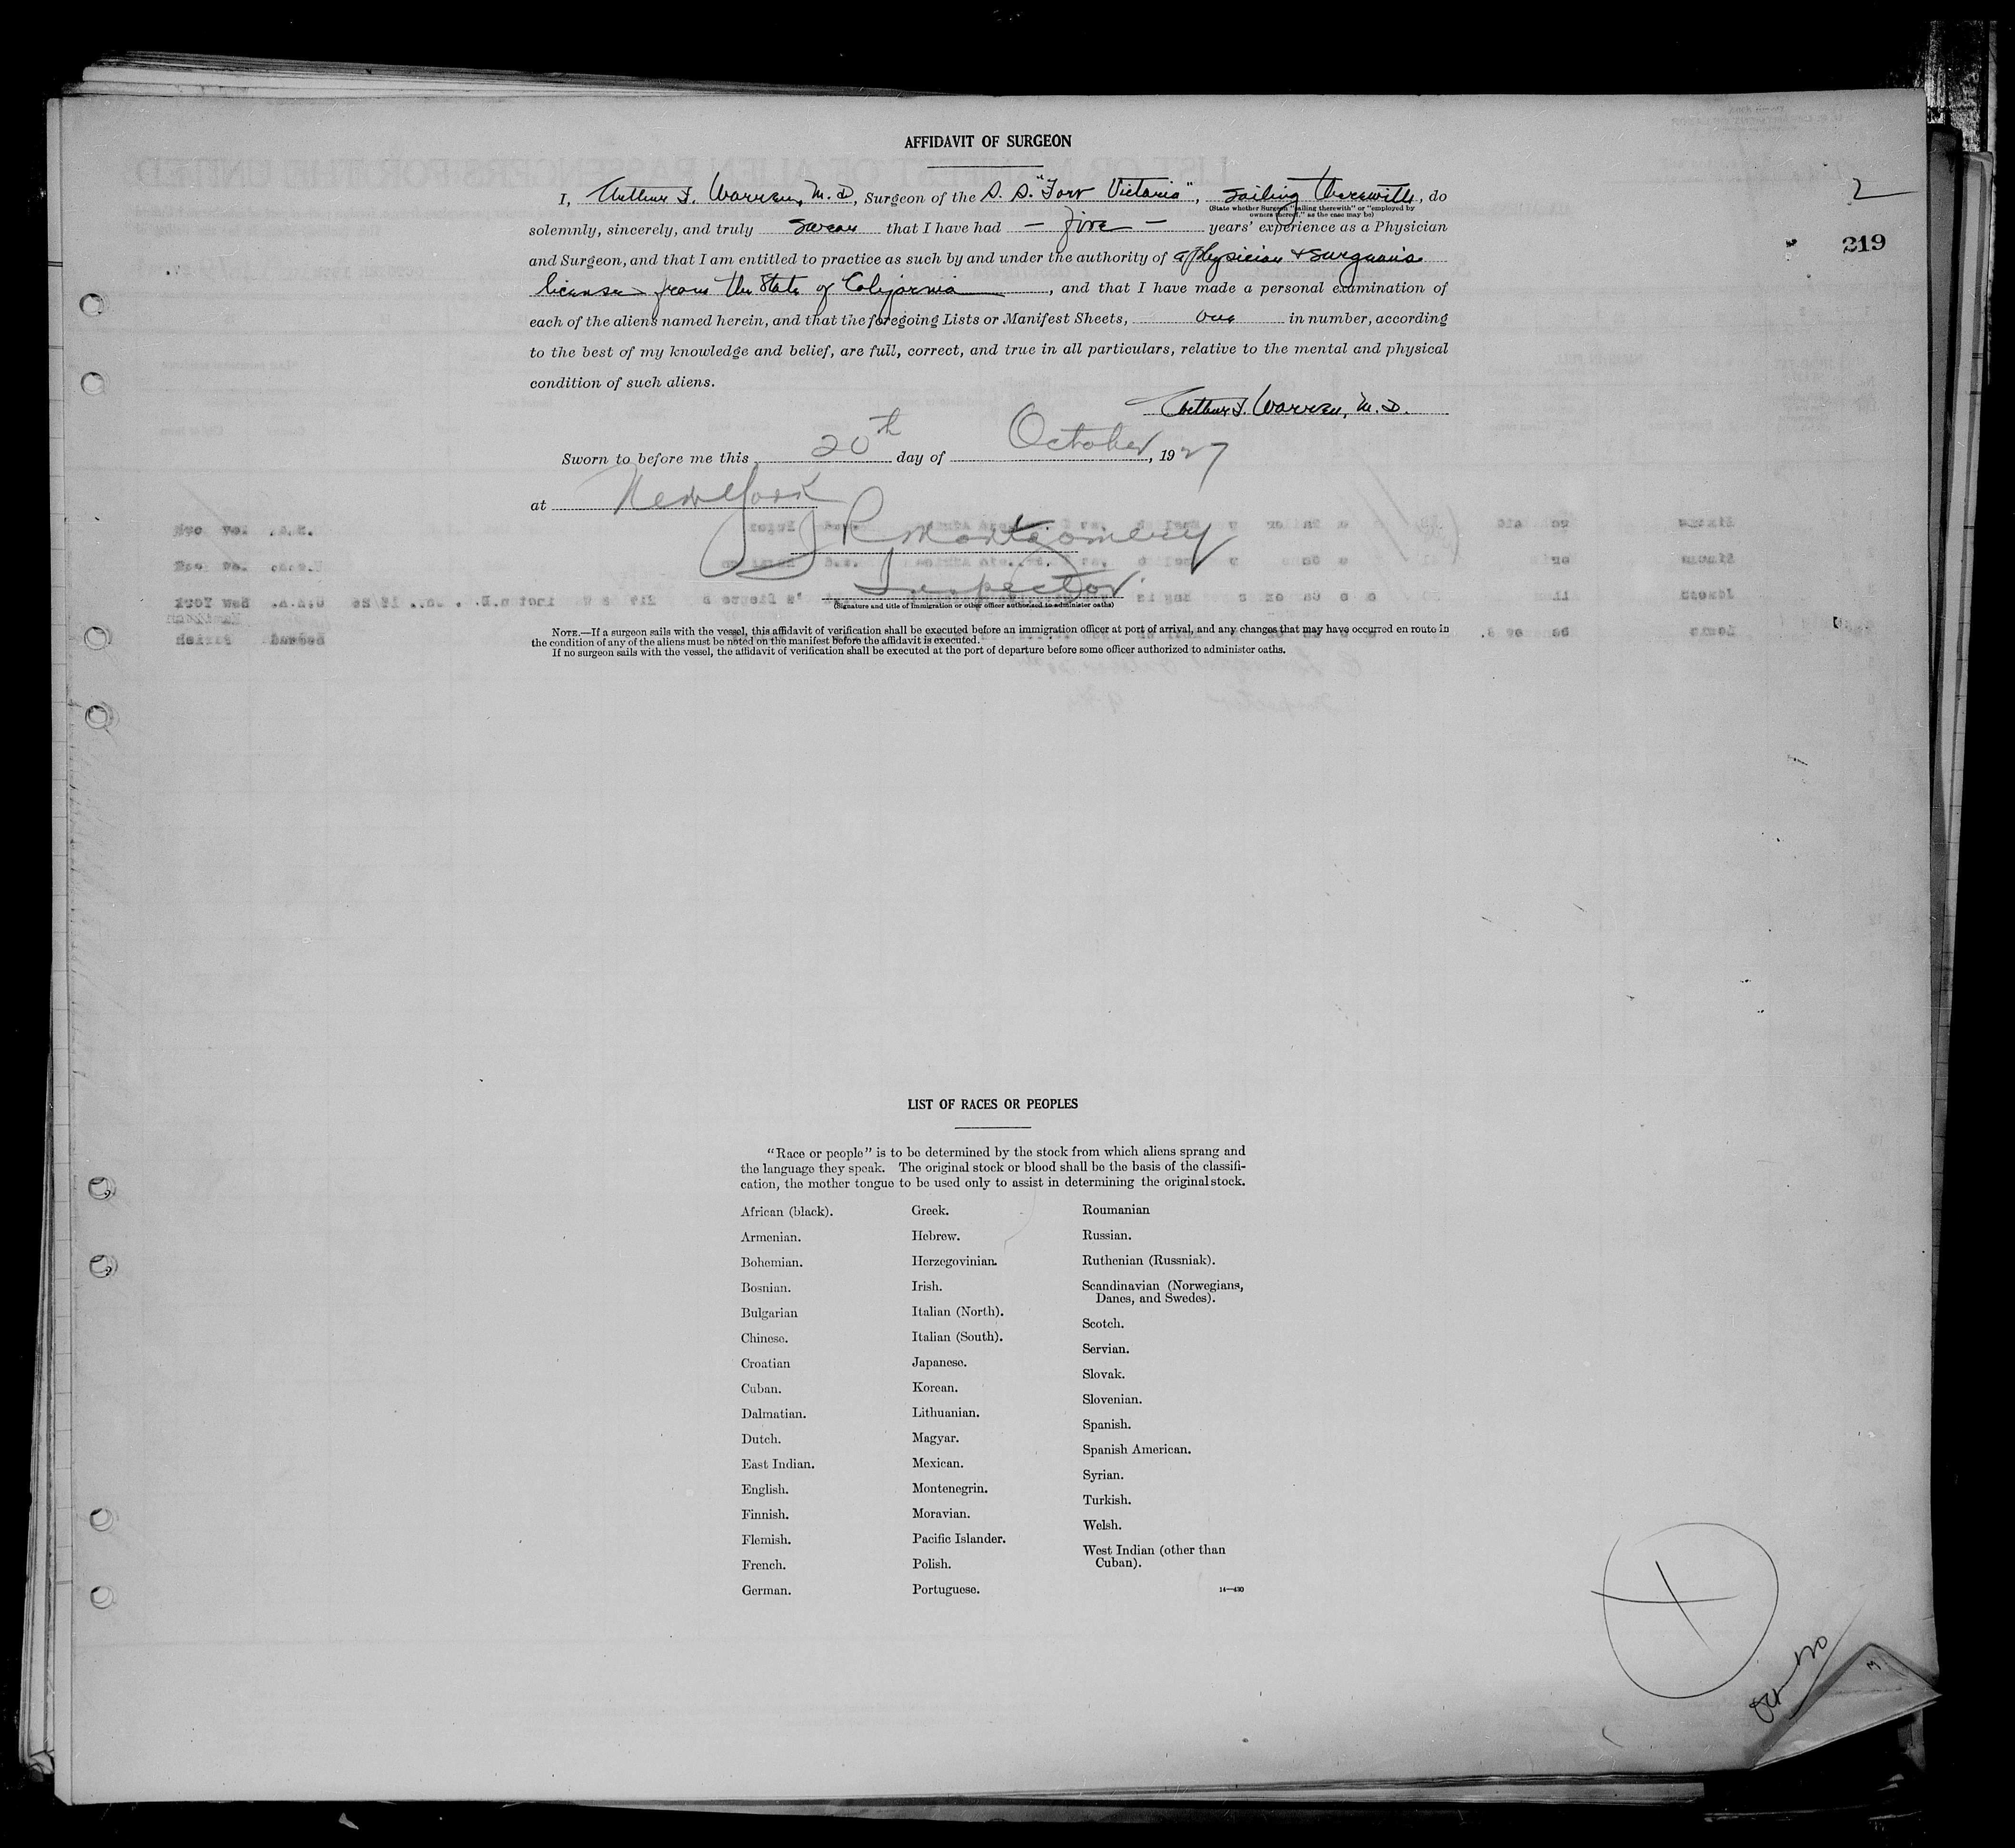 AFFIDAVIT OF SURGEON
2
219
I, Arthur F. Warren, M. D., Surgeon of the S. S. "Fort Victoria", sailing therewith, do
(State whether Surgeon "sailing therewith" or "employed by
owners thereof," as the case may be)
solemnly, sincerely, and truly swear that I have had – five – years' experience as a Physician
and Surgeon, and that I am entitled to practice as such by and under the authority of a physician & surgeon's
license from the State of California, and that I have made a personal examination of
each of the aliens named herein, and that the foregoing Lists or Manifest Sheets, one in number, according
to the best of my knowledge and belief, are full, correct, and true in all particulars, relative to the mental and physical
condition of such aliens.
Arthur F. Warren, M. D.
Sworn to before me this 20th day of October, 1927
at New York
J R Montgomery
Inspector
(Signature and title of immigration or other officer authorized to administer oaths)
NOTE.—If a surgeon sails with the vessel, this affidavit of verification shall be executed before an immigration officer at port of arrival, and any changes that may have occurred en route in
the condition of any of the aliens must be noted on the manifest before the affidavit is executed.
If no surgeon sails with the vessel, the affidavit of verification shall be executed at the port of departure before some officer authorized to administer oaths.
LIST OF RACES OR PEOPLES
"Race or people" is to be determined by the stock from which aliens sprang and
the language they speak. The original stock or blood shall be the basis of the classifi-
cation, the mother tongue to be used only to assist in determining the original stock.
African (black).
Armenian.
Bohemian.
Bosnian.
Bulgarian
Chinese.
Croatian
Cuban.
Dalmatian.
Dutch.
East Indian.
English.
Finnish.
Flemish.
French.
German.
Greek.
Hebrew.
Herzegovinian.
Irish.
Italian (North).
Italian (South).
Japanese.
Korean.
Lithuanian.
Magyar.
Mexican.
Montenegrin.
Moravian.
Pacific Islander.
Polish.
Portuguese.
Roumanian
Russian.
Ruthenian (Russniak).
Scandinavian (Norwegians,
Danes, and Swedes).
Scotch.
Servian.
Slovak.
Slovenian.
Spanish.
Spanish American.
Syrian.
Turkish.
Welsh.
West Indian (other than
Cuban).
14—430